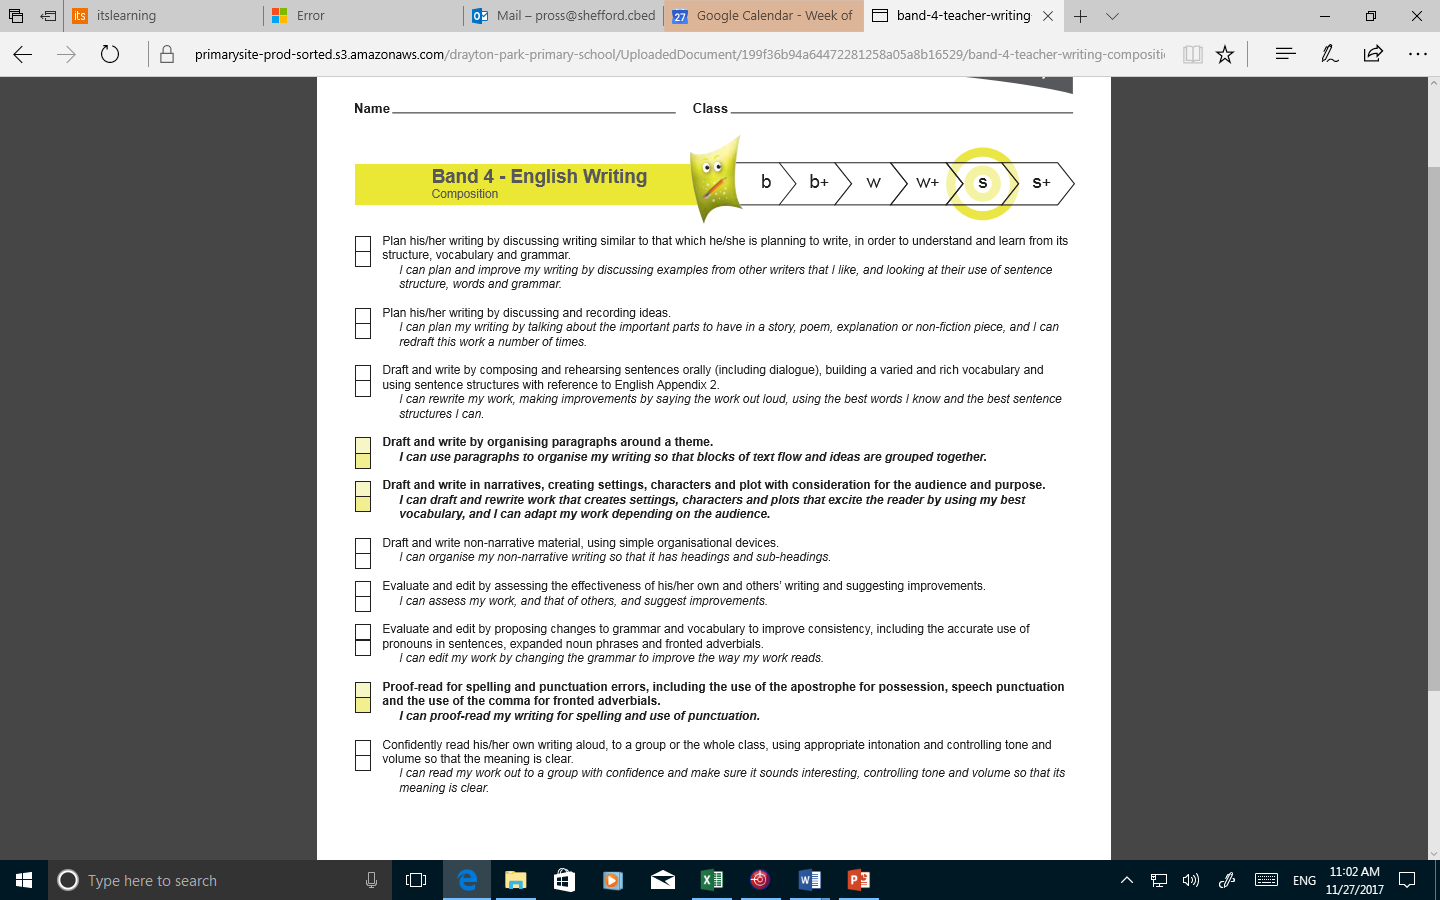 itslearning
Error
Mail – pross@shefford.cbed
27
Google Calendar - Week of
band-4-teacher-writing
primarysite-prod-sorted.s3.amazonaws.com/drayton-park-primary-school/UploadedDocument/199f36b94a64472281258a05a8b16529/band-4-teacher-writing-compositi
Name Class
Band 4 - English Writing
Composition
b b+ w w+ s s+
Plan his/her writing by discussing writing similar to that which he/she is planning to write, in order to understand and learn from its
structure, vocabulary and grammar.
I can plan and improve my writing by discussing examples from other writers that I like, and looking at their use of sentence
structure, words and grammar.
Plan his/her writing by discussing and recording ideas.
I can plan my writing by talking about the important parts to have in a story, poem, explanation or non-fiction piece, and I can
redraft this work a number of times.
Draft and write by composing and rehearsing sentences orally (including dialogue), building a varied and rich vocabulary and
using sentence structures with reference to English Appendix 2.
I can rewrite my work, making improvements by saying the work out loud, using the best words I know and the best sentence
structures I can.
Draft and write by organising paragraphs around a theme.
I can use paragraphs to organise my writing so that blocks of text flow and ideas are grouped together.
Draft and write in narratives, creating settings, characters and plot with consideration for the audience and purpose.
I can draft and rewrite work that creates settings, characters and plots that excite the reader by using my best
vocabulary, and I can adapt my work depending on the audience.
Draft and write non-narrative material, using simple organisational devices.
I can organise my non-narrative writing so that it has headings and sub-headings.
Evaluate and edit by assessing the effectiveness of his/her own and others' writing and suggesting improvements.
I can assess my work, and that of others, and suggest improvements.
Evaluate and edit by proposing changes to grammar and vocabulary to improve consistency, including the accurate use of
pronouns in sentences, expanded noun phrases and fronted adverbials.
I can edit my work by changing the grammar to improve the way my work reads.
Proof-read for spelling and punctuation errors, including the use of the apostrophe for possession, speech punctuation
and the use of the comma for fronted adverbials.
I can proof-read my writing for spelling and use of punctuation.
Confidently read his/her own writing aloud, to a group or the whole class, using appropriate intonation and controlling tone and
volume so that the meaning is clear.
I can read my work out to a group with confidence and make sure it sounds interesting, controlling tone and volume so that its
meaning is clear.
Type here to search
ENG
11:02 AM
11/27/2017